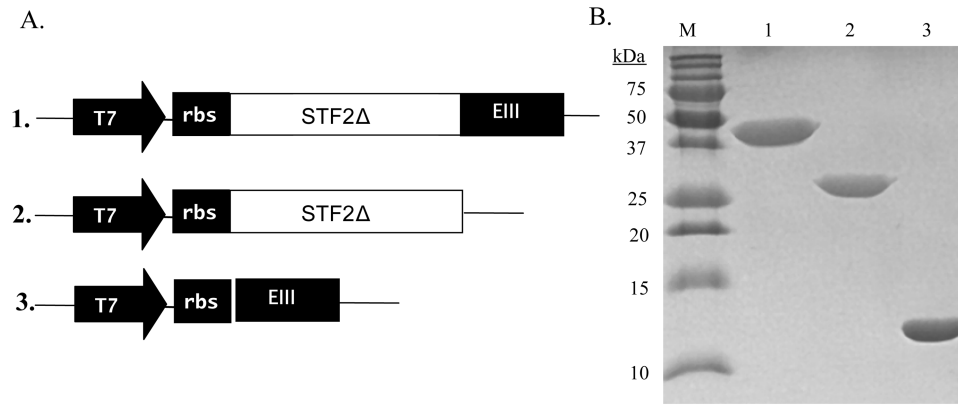 A.
1. T7 rbs STF2Δ EIII
2. T7 rbs STF2Δ
3. T7 rbs EIII
B.
M 1 2 3
kDa
75
50
37
25
20
15
10